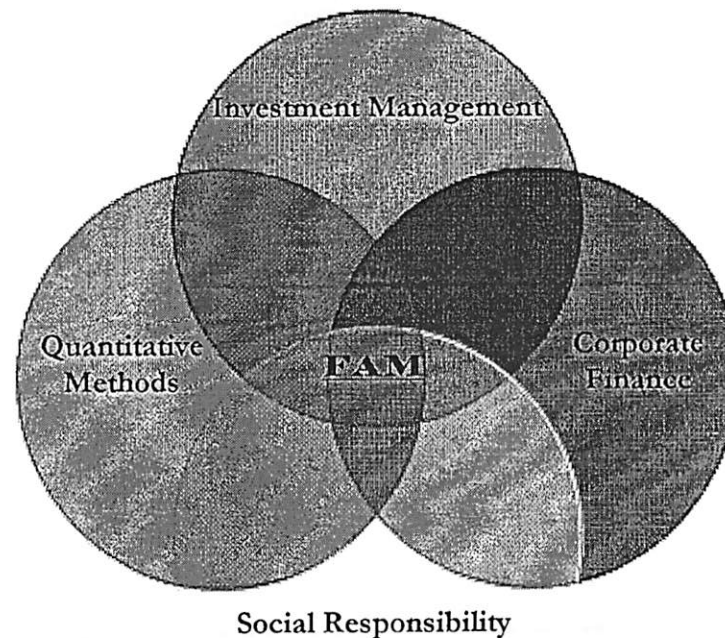 Investment Management
Quantitative
Methods
FAM
Corporate
Finance
Social Responsibility